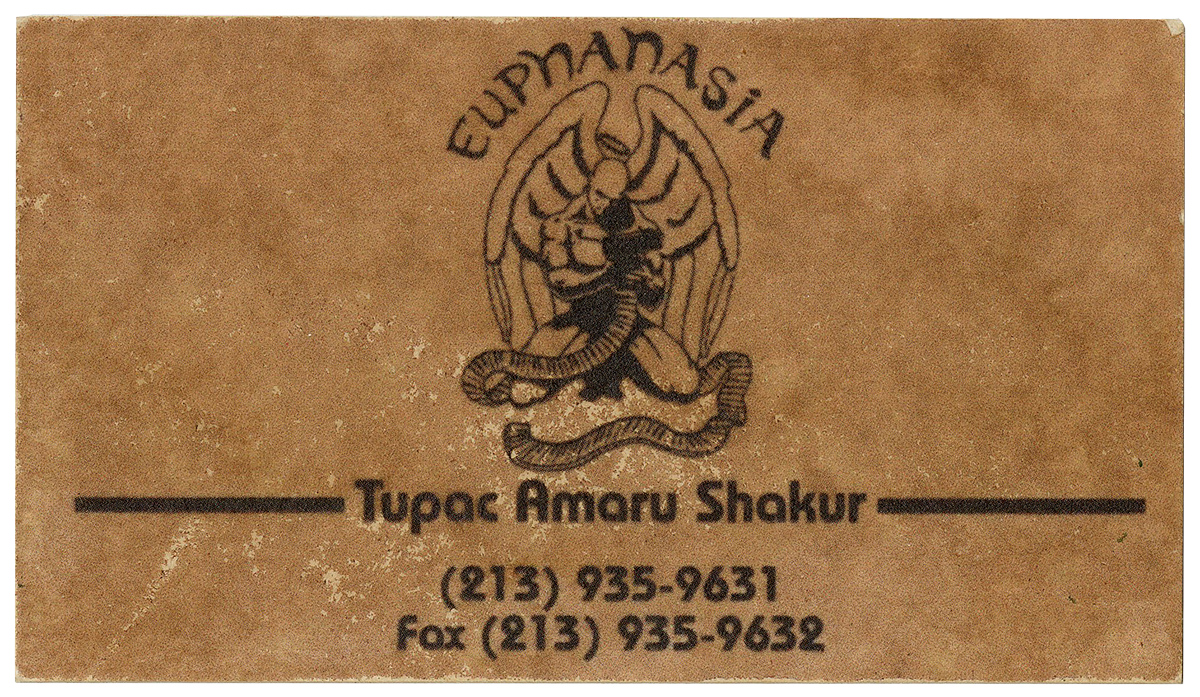 EUPHANASiA
Tupac Amaru Shakur
(213) 935-9631
Fax (213) 935-9632